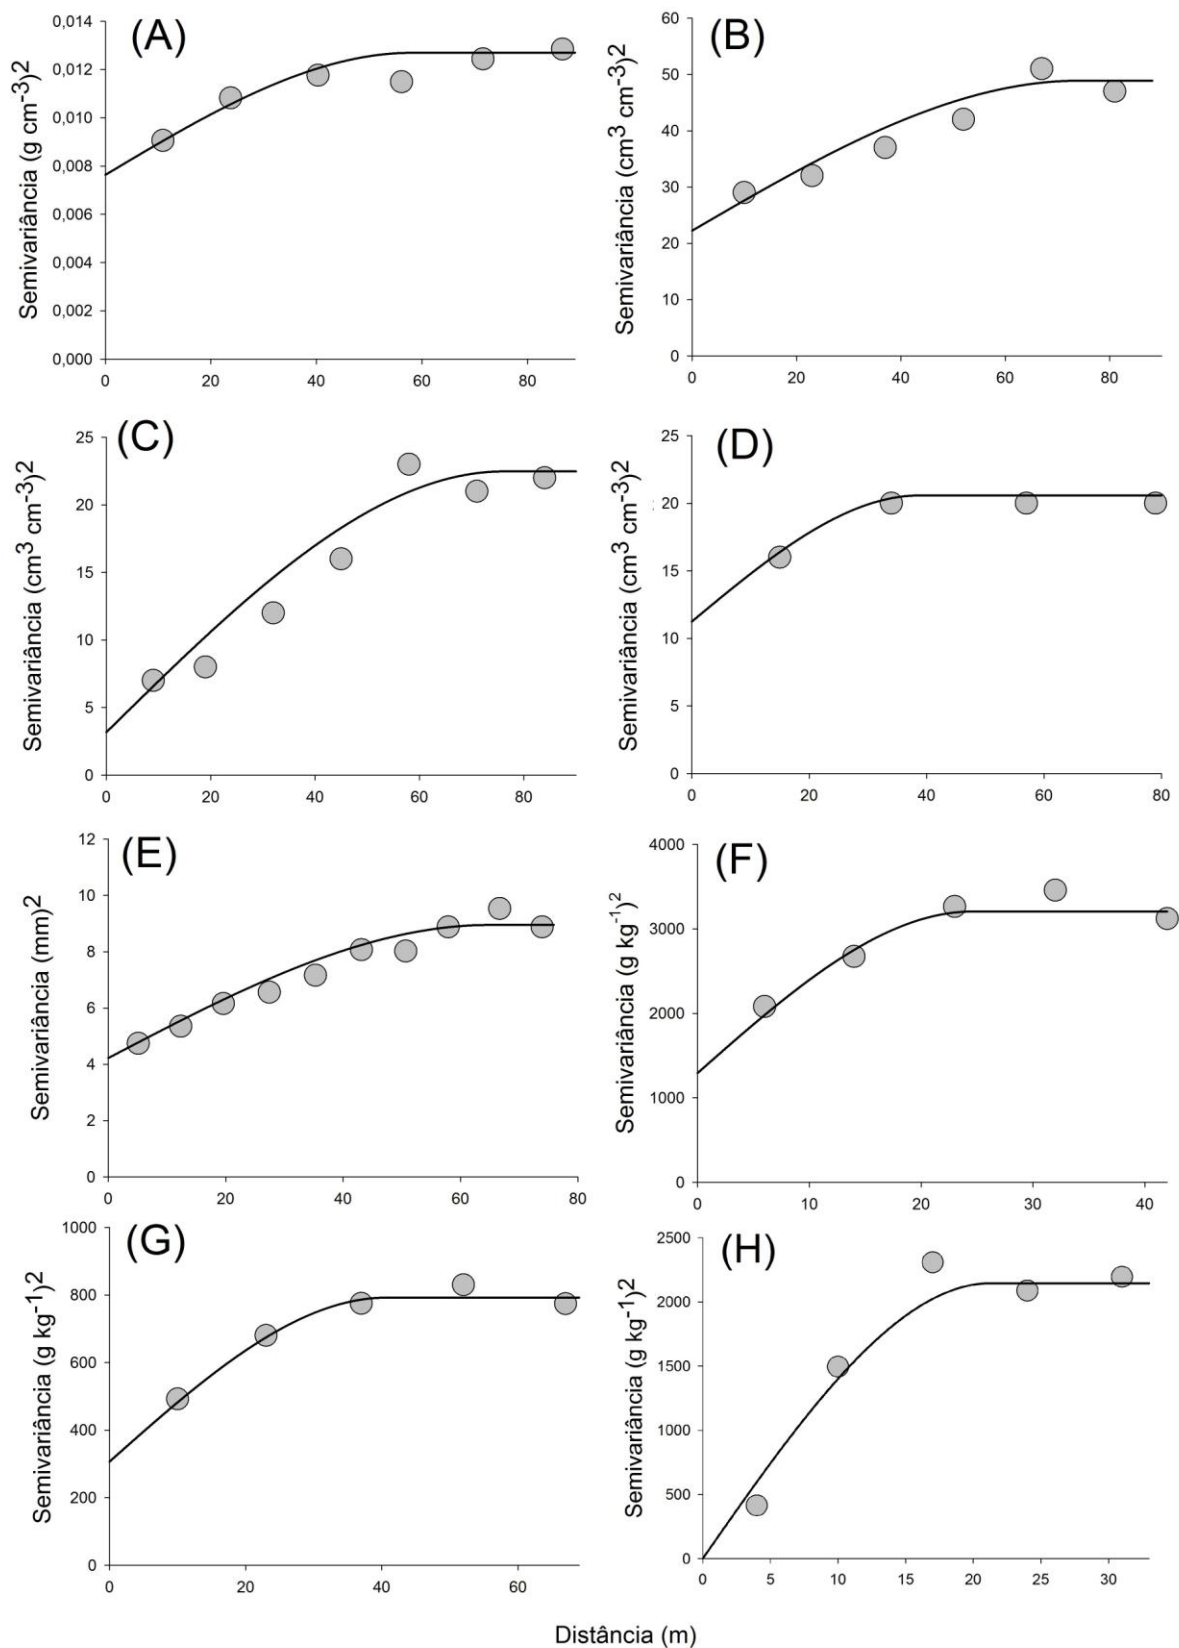 (A)
Semivariância (g cm-3)2
0,014
0,012
0,010
0,008
0,006
0,004
0,002
0,000
0 20 40 60 80
(B)
Semivariância (cm3 cm-3)2
60
50
40
30
20
10
0
0 20 40 60 80
(C)
Semivariância (cm3 cm-3)2
25
20
15
10
5
0
0 20 40 60 80
(D)
Semivariância (cm3 cm-3)2
25
20
15
10
5
0
0 20 40 60 80
(E)
Semivariância (mm)2
12
10
8
6
4
2
0
0 20 40 60 80
(F)
Semivariância (g kg-1)2
4000
3000
2000
1000
0
0 10 20 30 40
(G)
Semivariância (g kg-1)2
1000
800
600
400
200
0
0 20 40 60
(H)
Semivariância (g kg-1)2
2500
2000
1500
1000
500
0
0 5 10 15 20 25 30
Distância (m)